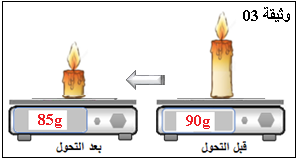 وثيقة 03
90g
85g
قبل التحول
بعد التحول